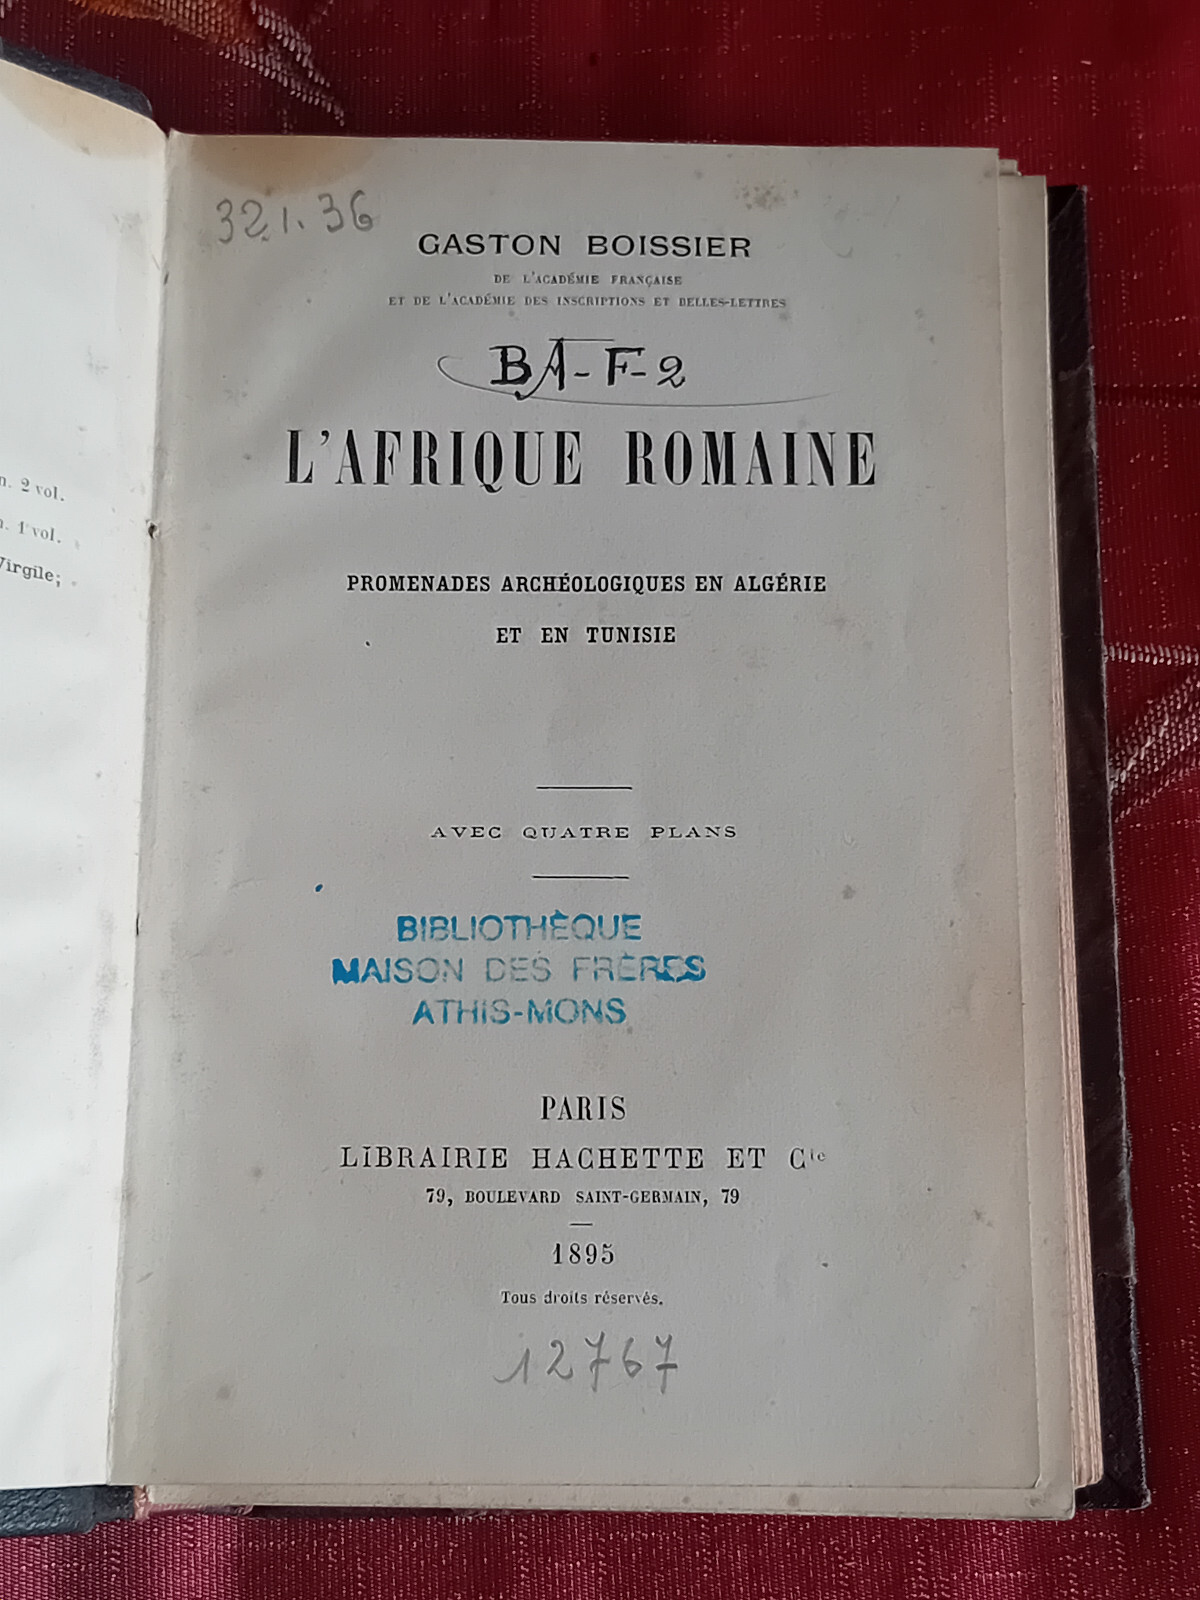 n. 2 vol.
n. 1 vol.
Virgile;
321.36
GASTON BOISSIER
DE L'ACADÉMIE FRANÇAISE
ET DE L'ACADÉMIE DES INSCRIPTIONS ET BELLES-LETTRES
BA-F-2
L'AFRIQUE ROMAINE
PROMENADES ARCHÉOLOGIQUES EN ALGÉRIE
ET EN TUNISIE
AVEC QUATRE PLANS
BIBLIOTHÈQUE
MAISON DES FRÈRES
ATHIS-MONS
PARIS
LIBRAIRIE HACHETTE ET Cie
79, BOULEVARD SAINT-GERMAIN, 79
1895
Tous droits réservés.
12767